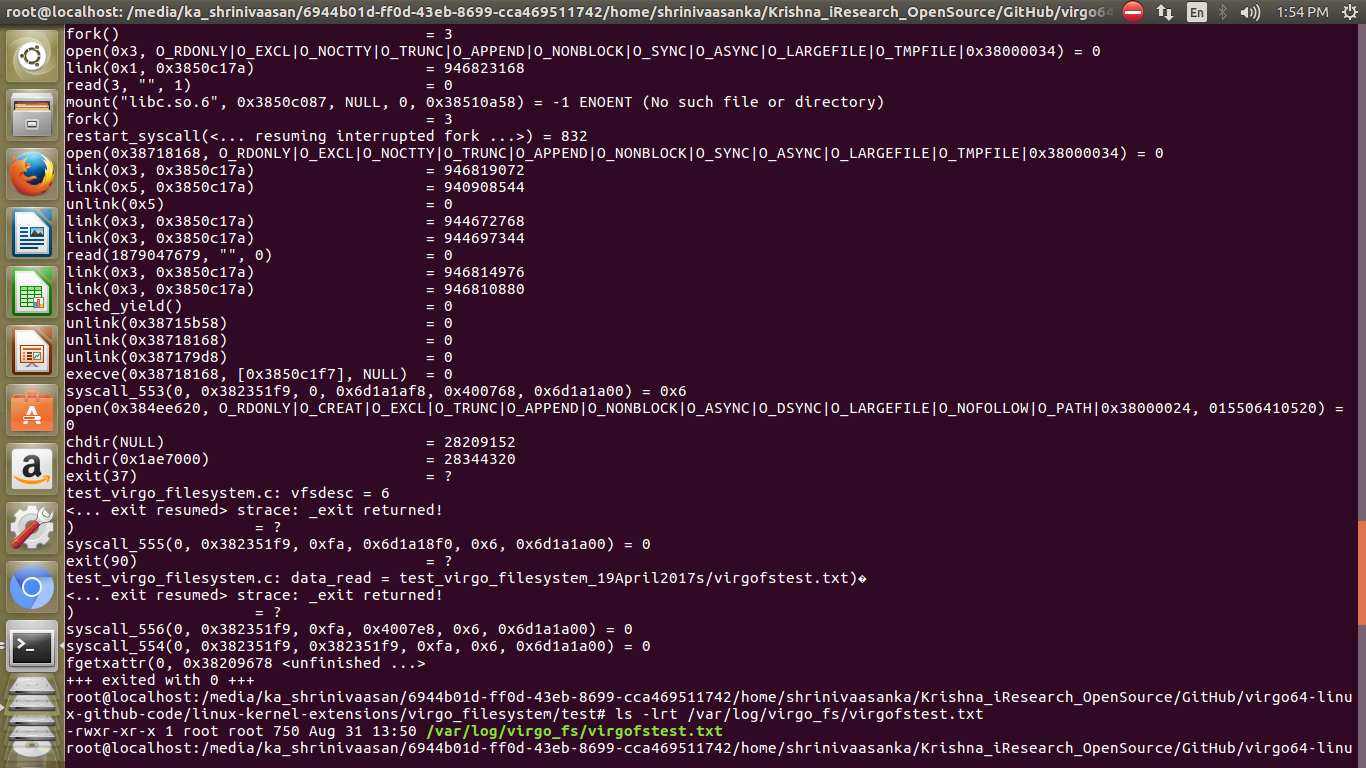 root@localhost: /media/ka_shrinivaasan/6944b01d-ff0d-43eb-8699-cca469511742/home/shrinivaasanka/Krishna_iResearch_OpenSource/GitHub/virgo64 En 1:54 PM
fork() = 3
open(0x3, O_RDONLY|O_EXCL|O_NOCTTY|O_TRUNC|O_APPEND|O_NONBLOCK|O_SYNC|O_ASYNC|O_LARGEFILE|O_TMPFILE|0x38000034) = 0
link(0x1, 0x3850c17a) = 946823168
read(3, "", 1) = 0
mount("libc.so.6", 0x3850c087, NULL, 0, 0x38510a58) = -1 ENOENT (No such file or directory)
fork() = 3
restart_syscall(<... resuming interrupted fork ...>) = 832
open(0x38718168, O_RDONLY|O_EXCL|O_NOCTTY|O_TRUNC|O_APPEND|O_NONBLOCK|O_SYNC|O_ASYNC|O_LARGEFILE|O_TMPFILE|0x38000034) = 0
link(0x3, 0x3850c17a) = 946819072
link(0x5, 0x3850c17a) = 940908544
unlink(0x5) = 0
link(0x3, 0x3850c17a) = 944672768
link(0x3, 0x3850c17a) = 944697344
read(1879047679, "", 0) = 0
link(0x3, 0x3850c17a) = 946814976
link(0x3, 0x3850c17a) = 946810880
sched_yield() = 0
unlink(0x38715b58) = 0
unlink(0x38718168) = 0
unlink(0x387179d8) = 0
execve(0x38718168, [0x3850c1f7], NULL) = 0
syscall_553(0, 0x382351f9, 0, 0x6d1a1af8, 0x400768, 0x6d1a1a00) = 0x6
open(0x384ee620, O_RDONLY|O_CREAT|O_EXCL|O_TRUNC|O_APPEND|O_NONBLOCK|O_ASYNC|O_DSYNC|O_LARGEFILE|O_NOFOLLOW|O_PATH|0x38000024, 015506410520) =
0
chdir(NULL) = 28209152
chdir(0x1ae7000) = 28344320
exit(37) = ?
test_virgo_filesystem.c: vfsdesc = 6
<... exit resumed> strace: _exit returned!
) = ?
syscall_555(0, 0x382351f9, 0xfa, 0x6d1a18f0, 0x6, 0x6d1a1a00) = 0
exit(90) = ?
test_virgo_filesystem.c: data_read = test_virgo_filesystem_19April2017s/virgofstest.txt)�
<... exit resumed> strace: _exit returned!
) = ?
syscall_556(0, 0x382351f9, 0xfa, 0x4007e8, 0x6, 0x6d1a1a00) = 0
syscall_554(0, 0x382351f9, 0x382351f9, 0xfa, 0x6, 0x6d1a1a00) = 0
fgetxattr(0, 0x38209678 <unfinished ...>
+++ exited with 0 +++
root@localhost:/media/ka_shrinivaasan/6944b01d-ff0d-43eb-8699-cca469511742/home/shrinivaasanka/Krishna_iResearch_OpenSource/GitHub/virgo64-linu
x-github-code/linux-kernel-extensions/virgo_filesystem/test# ls -lrt /var/log/virgo_fs/virgofstest.txt
-rwxr-xr-x 1 root root 750 Aug 31 13:50 /var/log/virgo_fs/virgofstest.txt
root@localhost:/media/ka_shrinivaasan/6944b01d-ff0d-43eb-8699-cca469511742/home/shrinivaasanka/Krishna_iResearch_OpenSource/GitHub/virgo64-linu